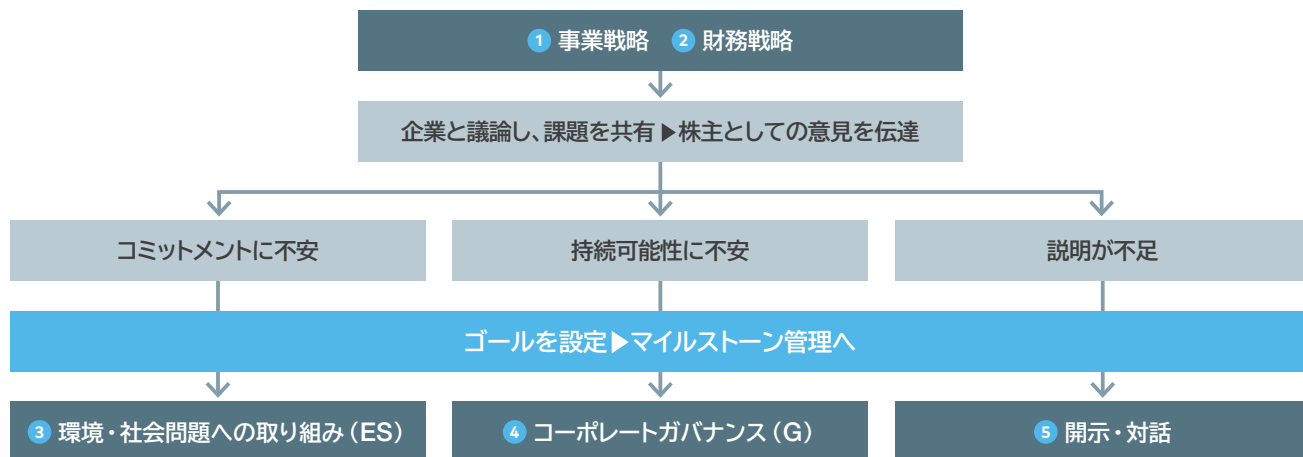 1 事業戦略 2 財務戦略
企業と議論し、課題を共有▶株主としての意見を伝達
コミットメントに不安
持続可能性に不安
説明が不足
ゴールを設定▶マイルストーン管理へ
3 環境・社会問題への取り組み（ES）
4 コーポレートガバナンス（G）
5 開示・対話